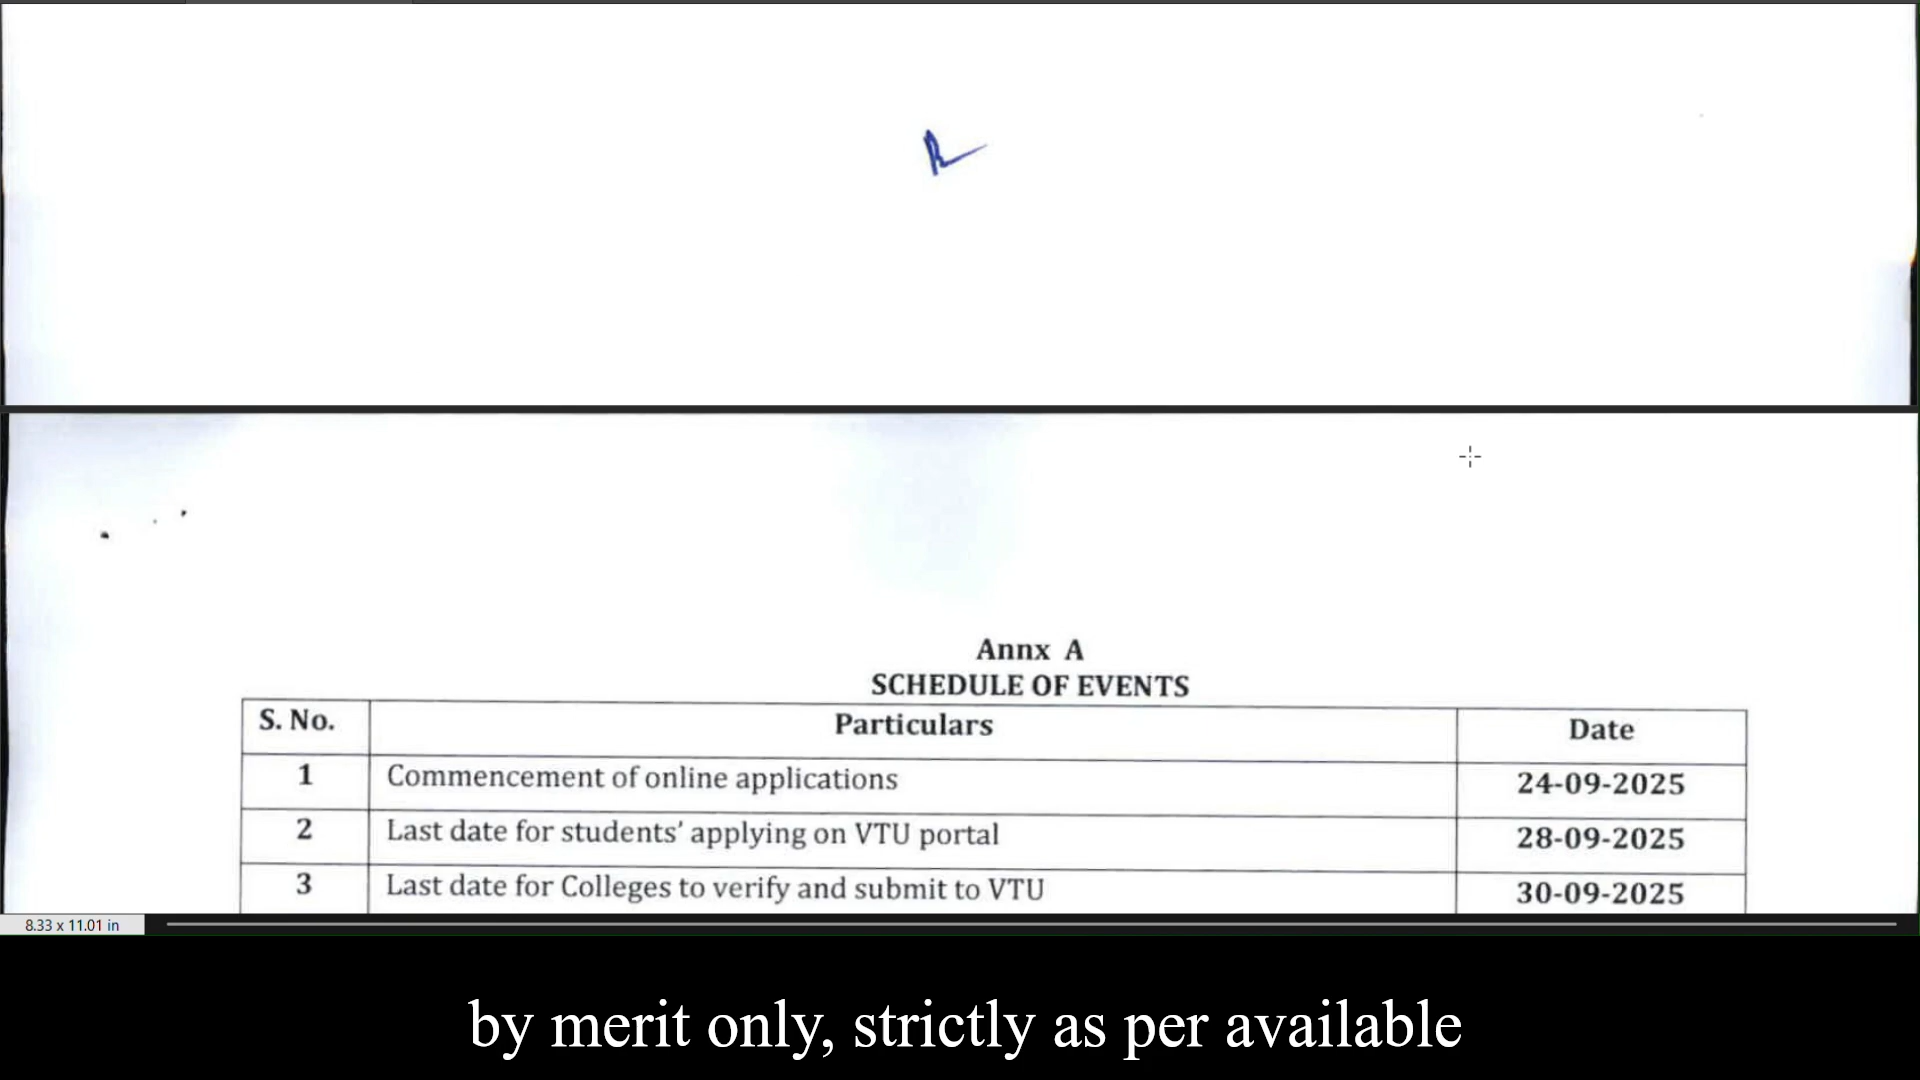 Annx A
SCHEDULE OF EVENTS
S. No. Particulars Date
1 Commencement of online applications 24-09-2025
2 Last date for students' applying on VTU portal 28-09-2025
3 Last date for Colleges to verify and submit to VTU 30-09-2025
8.33 x 11.01 in
by merit only, strictly as per available